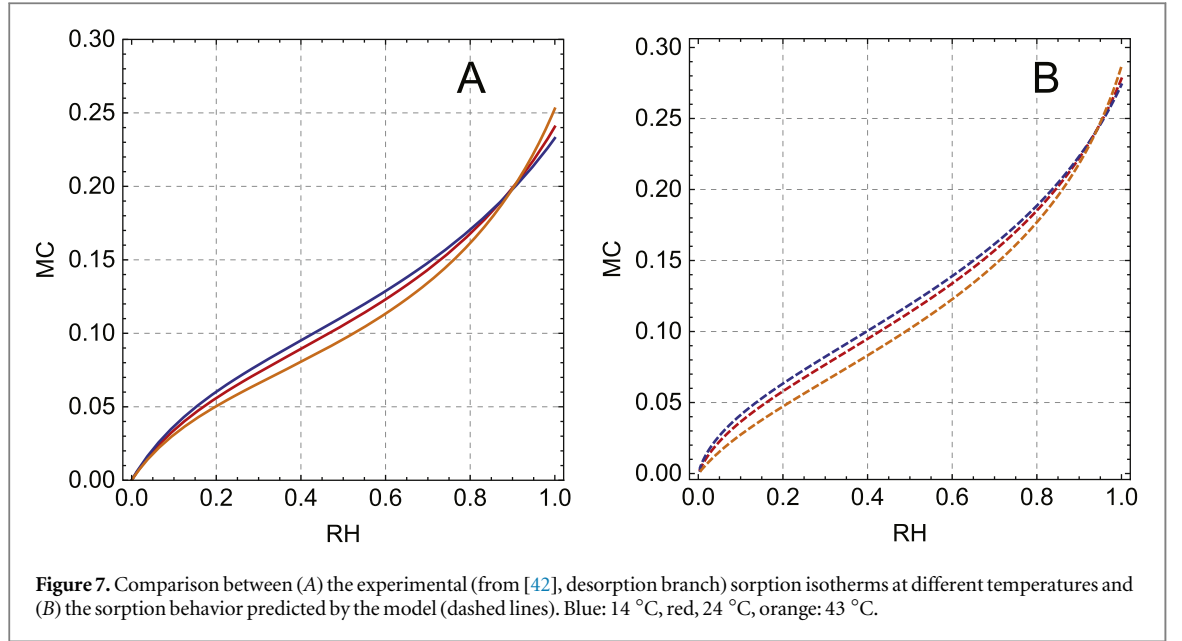 A
B
0.30
0.25
0.20
0.15
0.10
0.05
0.00
MC
0.0 0.2 0.4 0.6 0.8 1.0
RH
0.30
0.25
0.20
0.15
0.10
0.05
0.00
MC
0.0 0.2 0.4 0.6 0.8 1.0
RH
Figure 7. Comparison between (A) the experimental (from [42], desorption branch) sorption isotherms at different temperatures and
(B) the sorption behavior predicted by the model (dashed lines). Blue: 14 °C, red, 24 °C, orange: 43 °C.